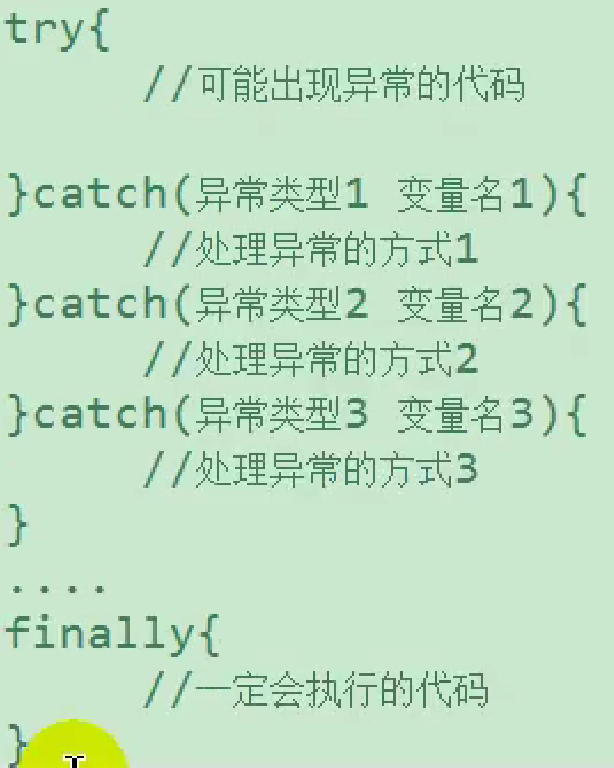 try{
//可能出现异常的代码
}catch(异常类型1 变量名1){
//处理异常的方式1
}catch(异常类型2 变量名2){
//处理异常的方式2
}catch(异常类型3 变量名3){
//处理异常的方式3
}
....
finally{
//一定会执行的代码
}